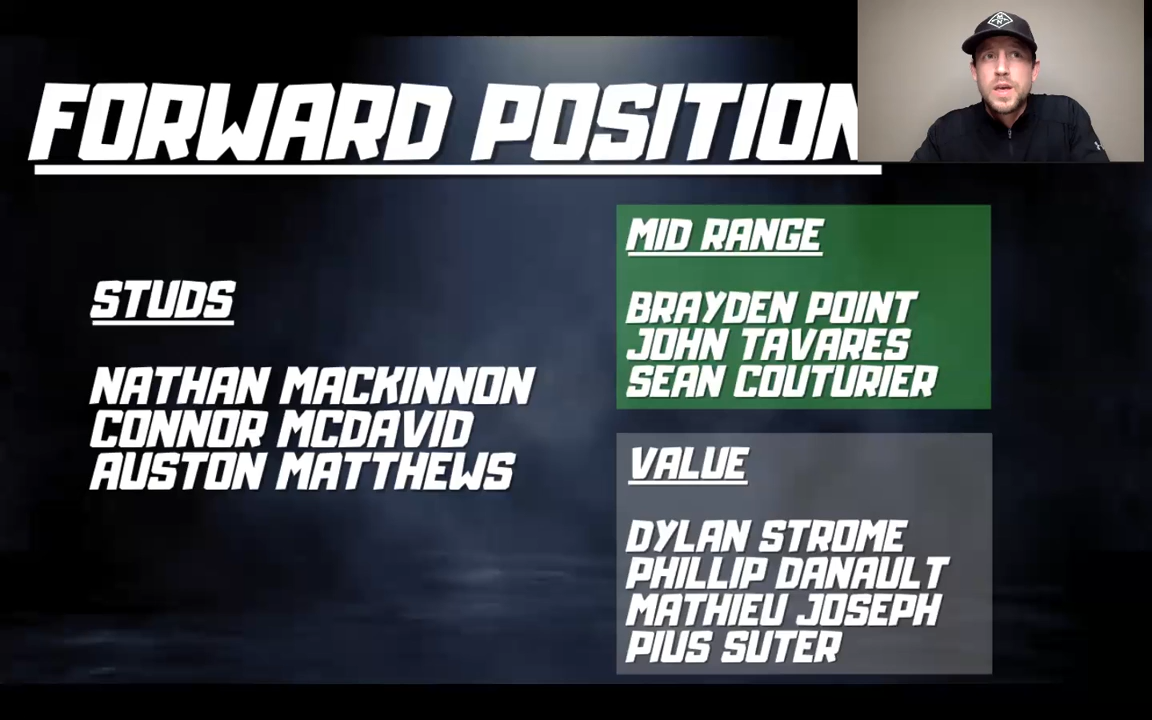 FORWARD POSITION
STUDS
NATHAN MACKINNON
CONNOR MCDAVID
AUSTON MATTHEWS
MID RANGE
BRAYDEN POINT
JOHN TAVARES
SEAN COUTURIER
VALUE
DYLAN STROME
PHILLIP DANAULT
MATHIEU JOSEPH
PIUS SUTER